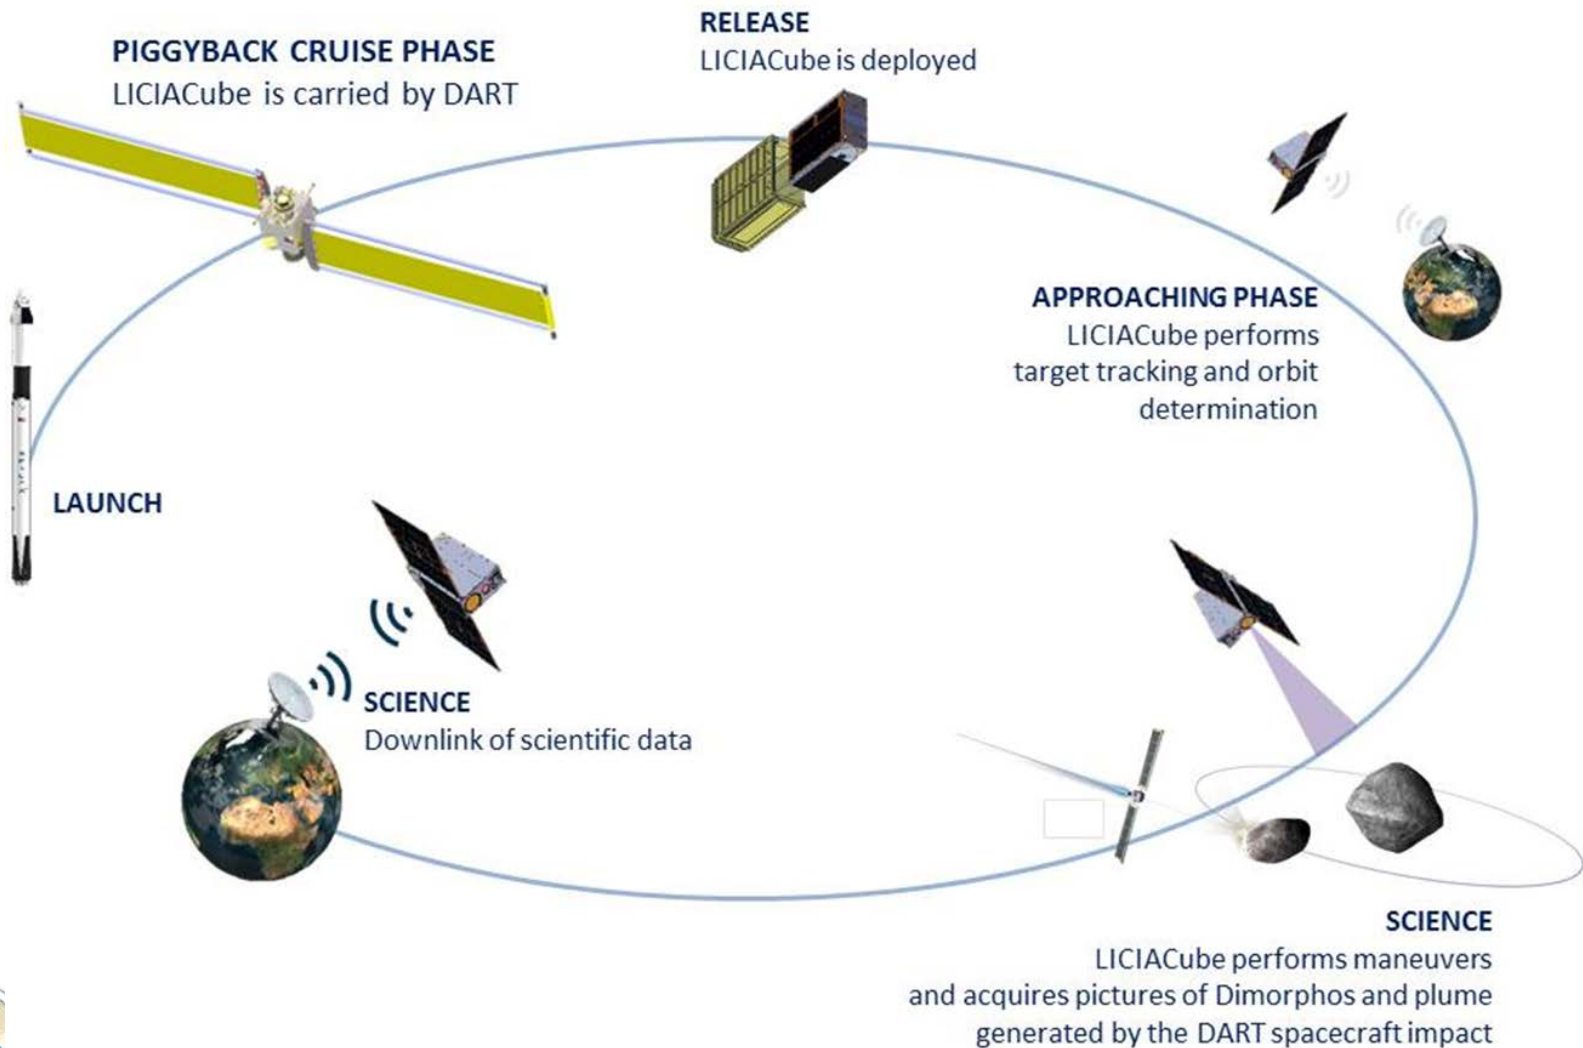 PIGGYBACK CRUISE PHASE
LICIACube is carried by DART
RELEASE
LICIACube is deployed
APPROACHING PHASE
LICIACube performs
target tracking and orbit
determination
LAUNCH
SCIENCE
Downlink of scientific data
SCIENCE
LICIACube performs maneuvers
and acquires pictures of Dimorphos and plume
generated by the DART spacecraft impact